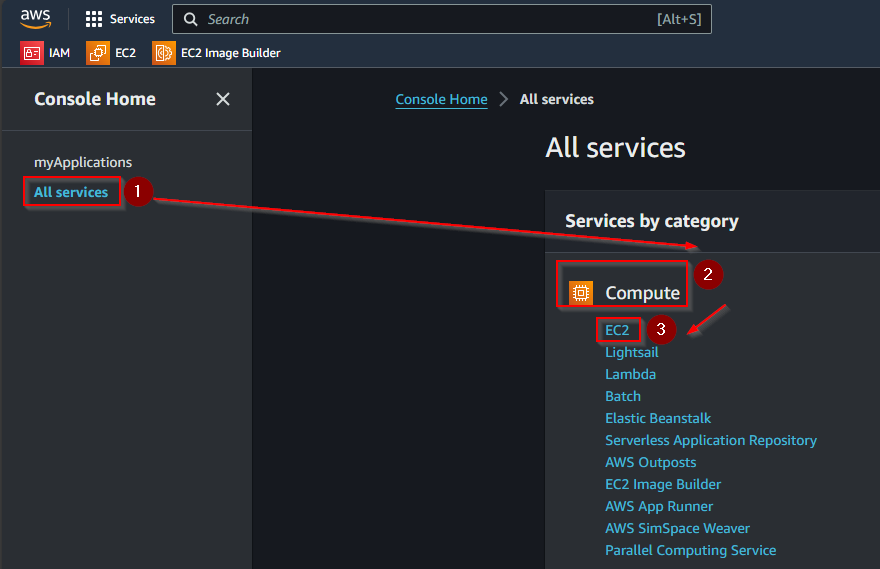 aws Services Search [Alt+S]
IAM EC2 EC2 Image Builder
Console Home
Console Home All services
myApplications
All services 1
All services
Services by category
2
Compute
EC2 3
Lightsail
Lambda
Batch
Elastic Beanstalk
Serverless Application Repository
AWS Outposts
EC2 Image Builder
AWS App Runner
AWS SimSpace Weaver
Parallel Computing Service